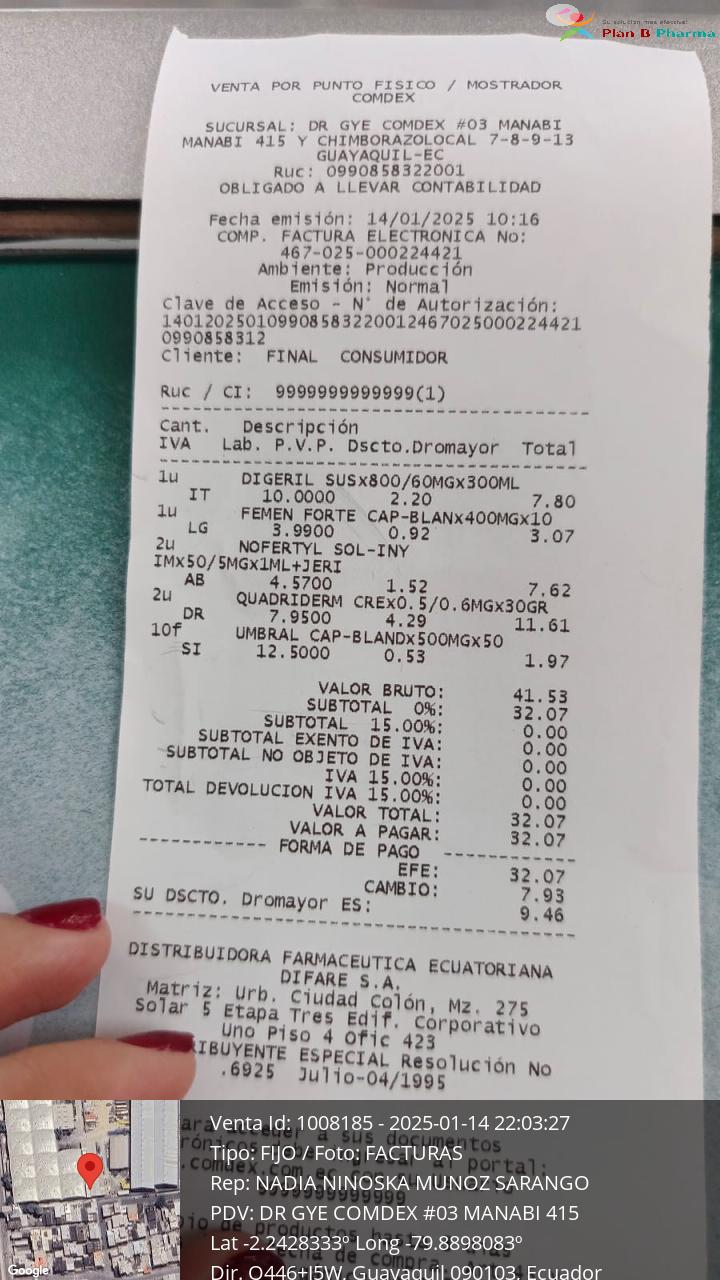 Su solución mas efectiva!
Plan B Pharma
VENTA POR PUNTO FISICO / MOSTRADOR
COMDEX
SUCURSAL: DR GYE COMDEX #03 MANABI
MANABI 415 Y CHIMBORAZOLOCAL 7-8-9-13
GUAYAQUIL-EC
Ruc: 0990858322001
OBLIGADO A LLEVAR CONTABILIDAD
Fecha emisión: 14/01/2025 10:16
COMP. FACTURA ELECTRONICA No:
467-025-000224421
Ambiente: Producción
Emisión: Normal
Clave de Acceso - N° de Autorización:
140120250109908583220012467025000224421
0990858312
Cliente: FINAL CONSUMIDOR
Ruc / CI: 9999999999999(1)
Cant. Descripción
IVA Lab. P.V.P. Dscto.Dromayor Total
1u DIGERIL SUSx800/60MGx300ML
IT 10.0000 2.20 7.80
1u FEMEN FORTE CAP-BLANx400MGx10
LG 3.9900 0.92 3.07
2u NOFERTYL SOL-INY
IMx50/5MGx1ML+JERI
AB 4.5700 1.52 7.62
2u QUADRIDERM CREx0.5/0.6MGx30GR
DR 7.9500 4.29 11.61
10f UMBRAL CAP-BLANDx500MGx50
SI 12.5000 0.53 1.97
VALOR BRUTO: 41.53
SUBTOTAL 0%: 32.07
SUBTOTAL 15.00%: 0.00
SUBTOTAL EXENTO DE IVA: 0.00
SUBTOTAL NO OBJETO DE IVA: 0.00
IVA 15.00%: 0.00
TOTAL DEVOLUCION IVA 15.00%: 0.00
VALOR TOTAL: 32.07
VALOR A PAGAR: 32.07
------------ FORMA DE PAGO ------------
EFE: 32.07
CAMBIO: 7.93
SU DSCTO. Dromayor ES: 9.46
DISTRIBUIDORA FARMACEUTICA ECUATORIANA
DIFARE S.A.
Matriz: Urb. Ciudad Colón, Mz. 275
Solar 5 Etapa Tres Edif. Corporativo
Uno Piso 4 Ofic 423
RIBUYENTE ESPECIAL Resolución No
.6925 Julio-04/1995
Venta Id: 1008185 - 2025-01-14 22:03:27
Tipo: FIJO / Foto: FACTURAS
Rep: NADIA NINOSKA MUNOZ SARANGO
PDV: DR GYE COMDEX #03 MANABI 415
Lat -2.2428333º Long -79.8898083º
Dir. Q446+J5W, Guayaquil 090103, Ecuador
Google